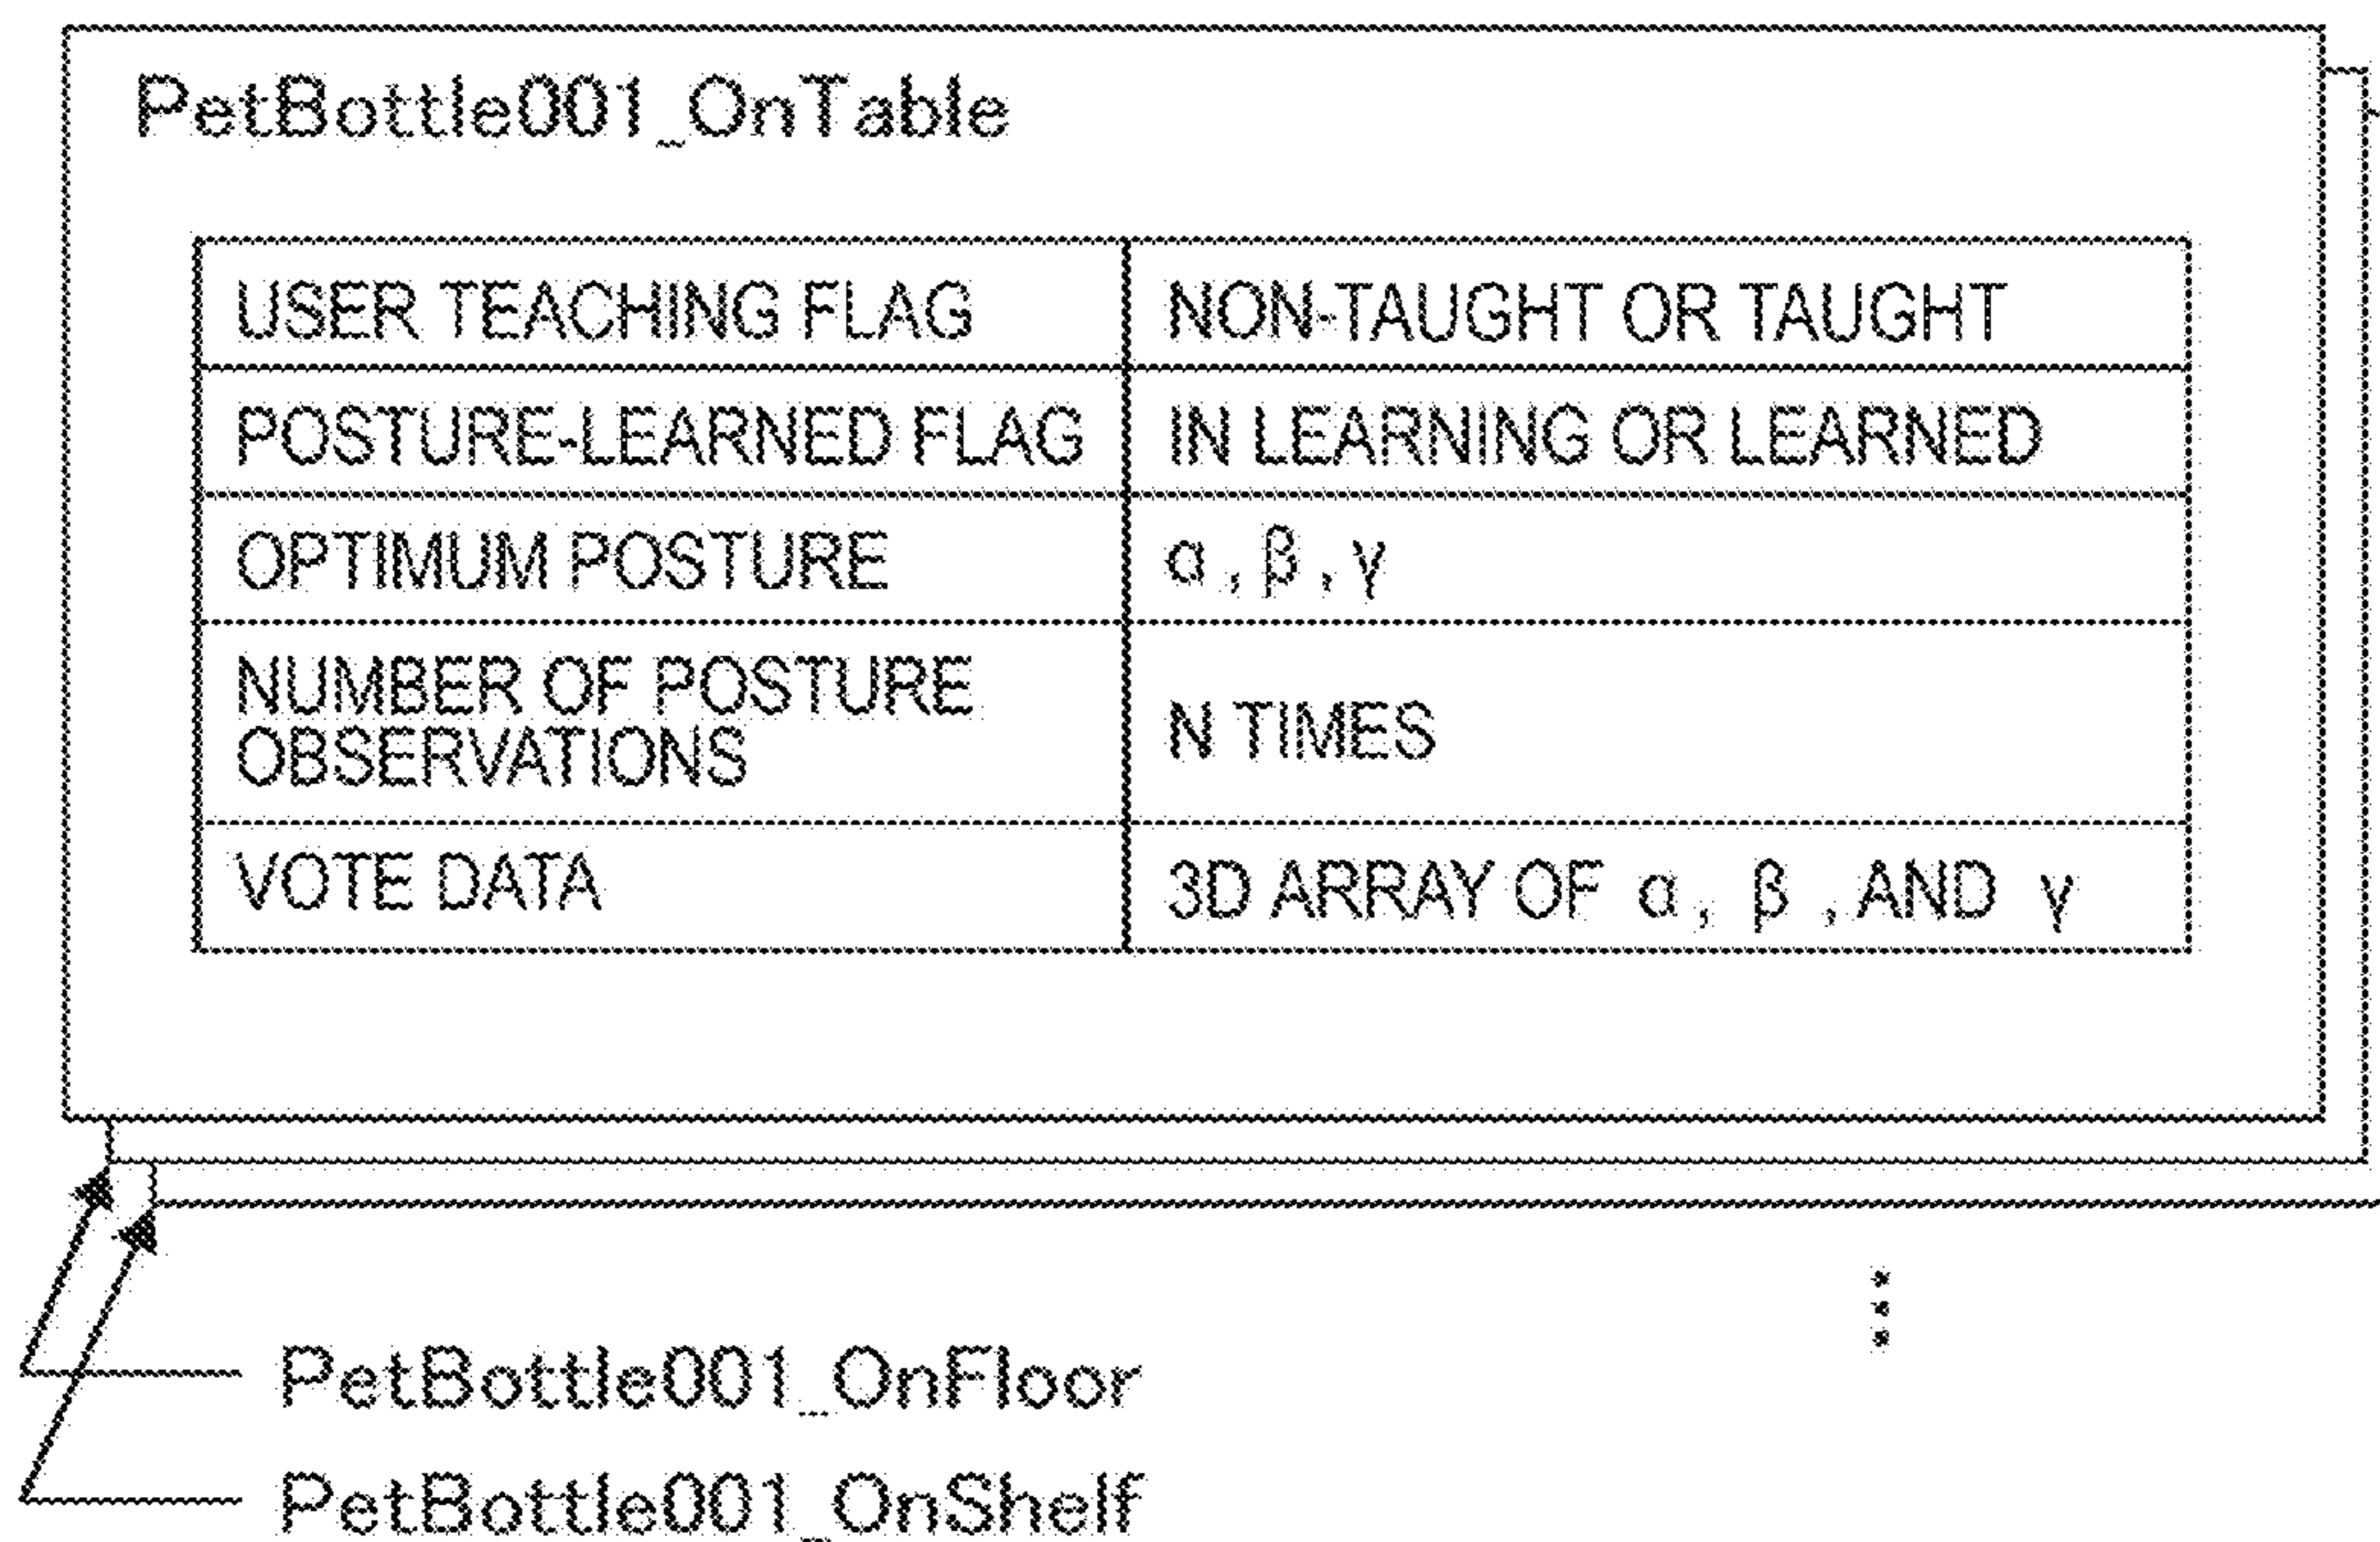 PetBottle001_OnTable
USER TEACHING FLAG
NON-TAUGHT OR TAUGHT
POSTURE-LEARNED FLAG
IN LEARNING OR LEARNED
OPTIMUM POSTURE
α, β, γ
NUMBER OF POSTURE
OBSERVATIONS
N TIMES
VOTE DATA
3D ARRAY OF α, β, AND γ
PetBottle001_OnFloor
PetBottle001_OnShelf